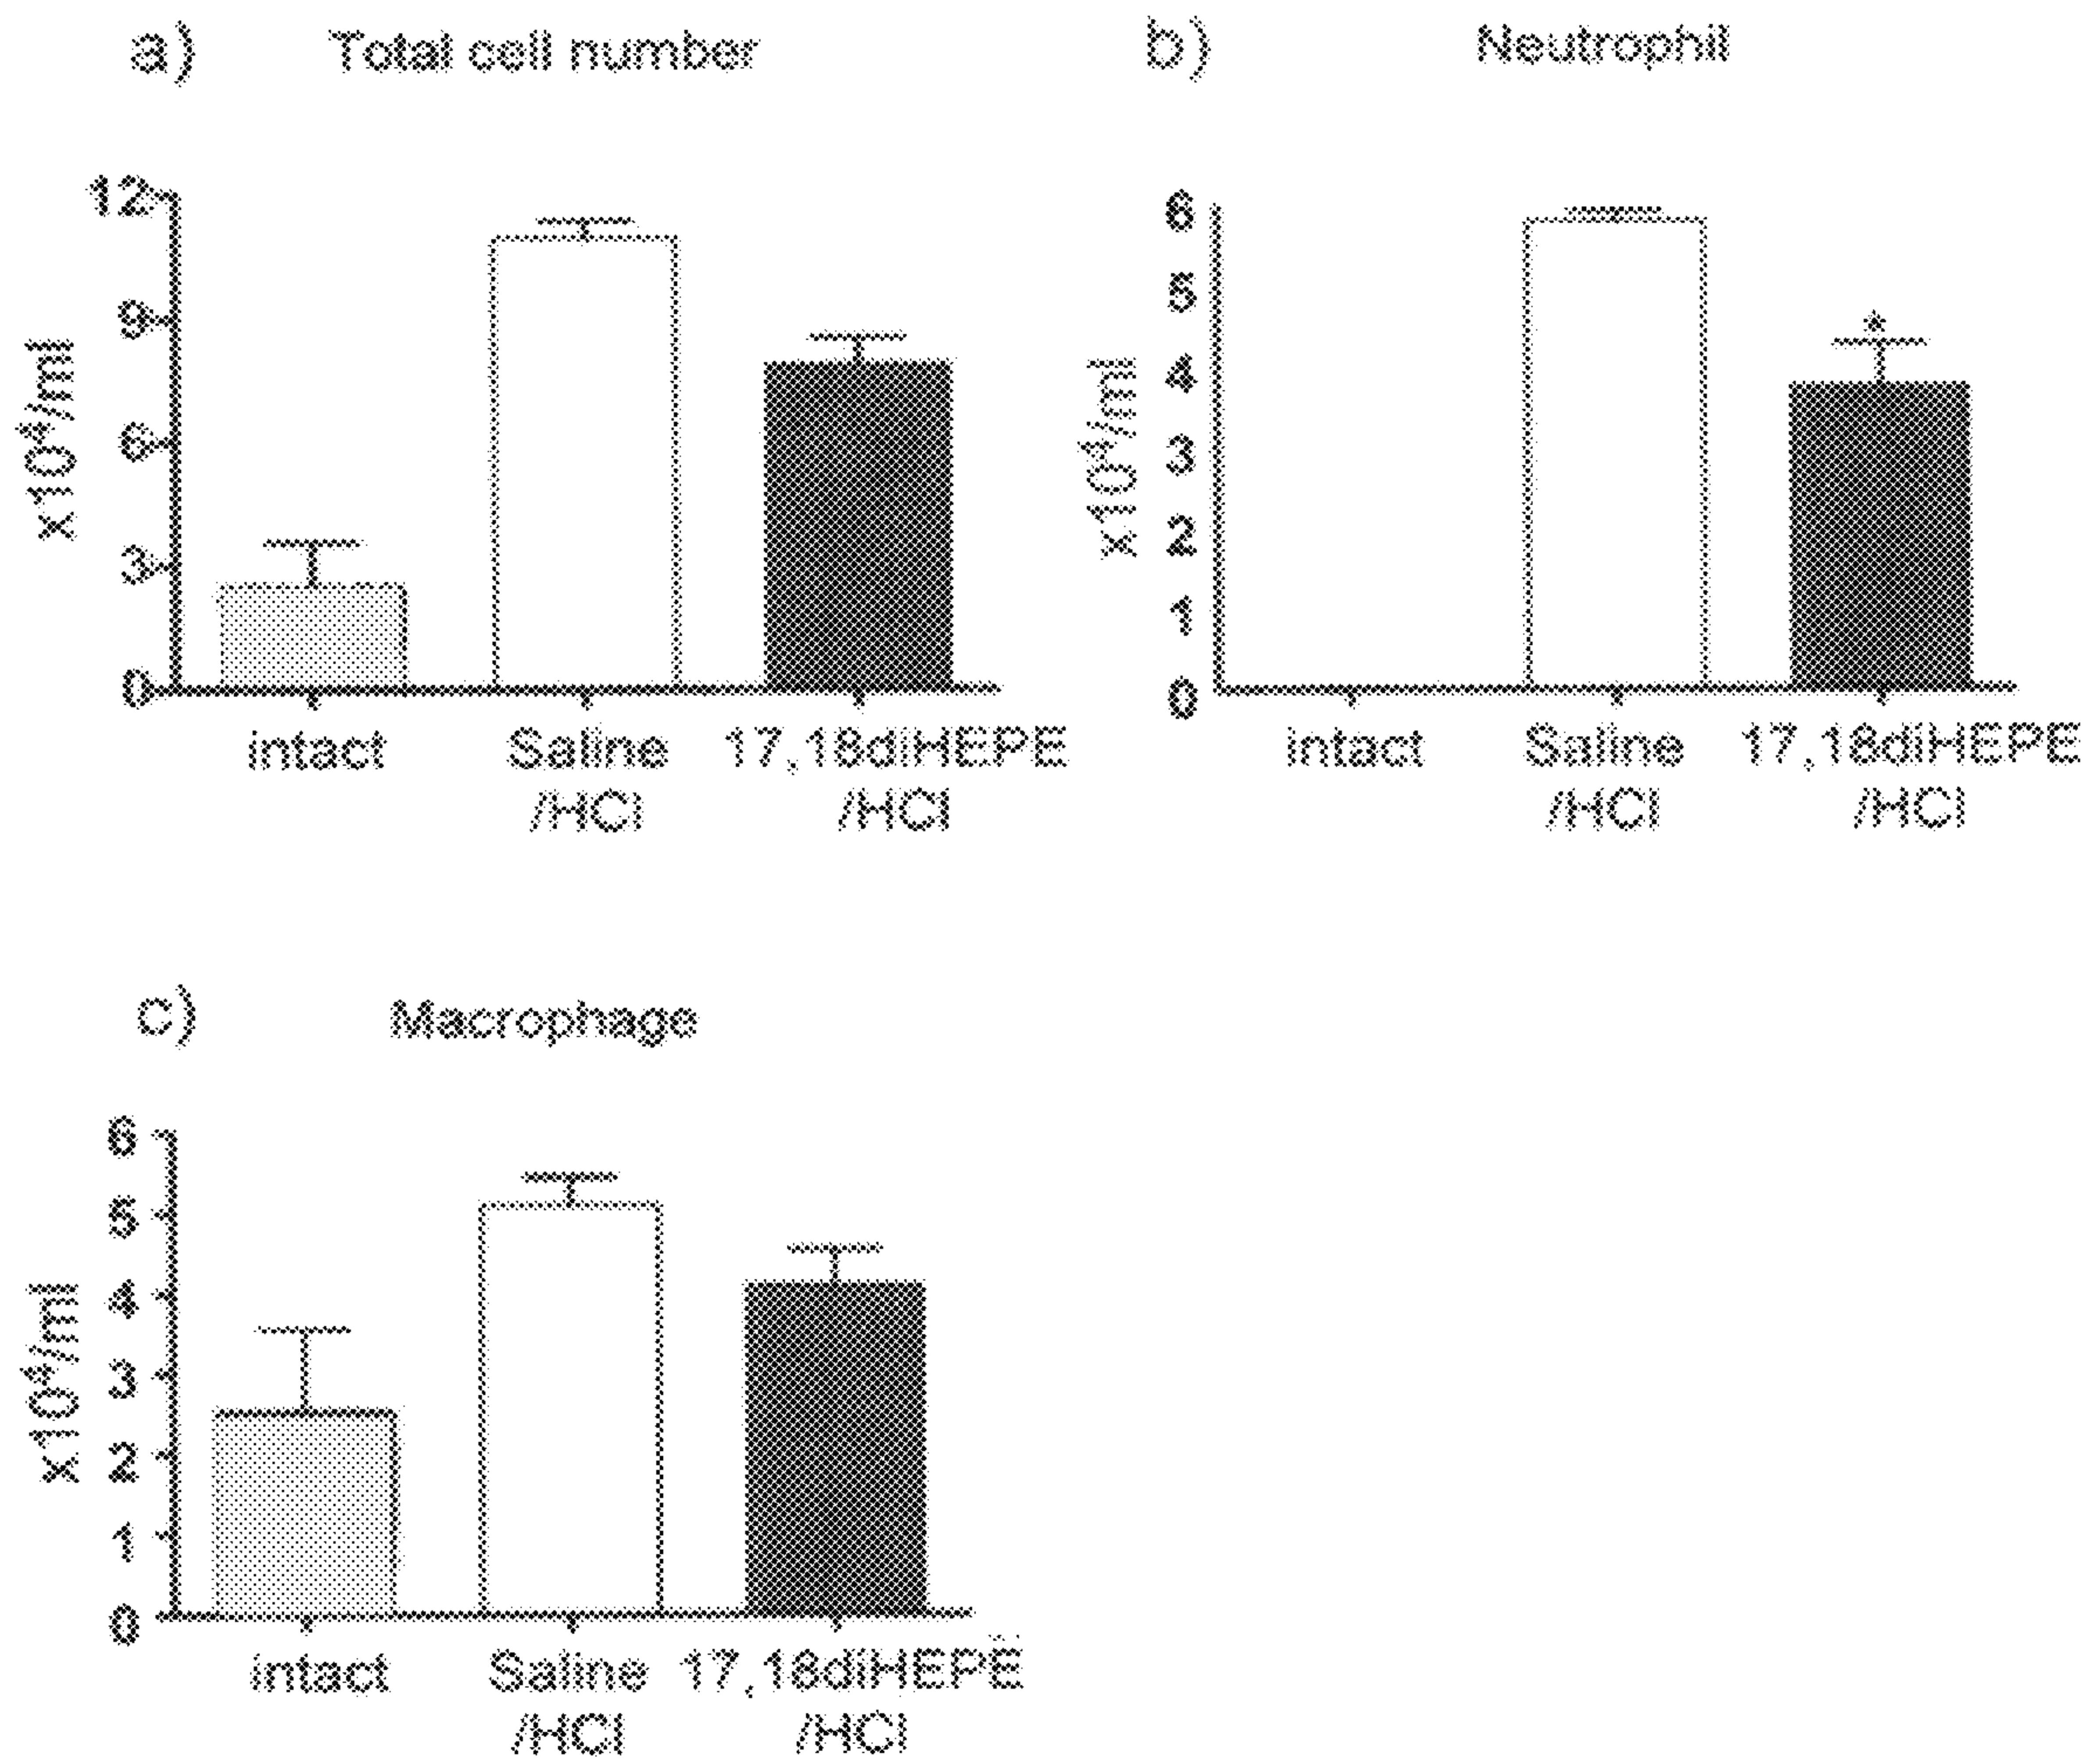 a) Total cell number
12
9
6
3
0
x10⁴/ml
intact Saline 17,18diHEPE
/HCl /HCl
b) Neutrophil
6
5
4
3
2
1
0
x10⁴/ml
*
intact Saline 17,18diHEPE
/HCl /HCl
c) Macrophage
6
5
4
3
2
1
0
x10⁴/ml
intact Saline 17,18diHEPE
/HCl /HCl